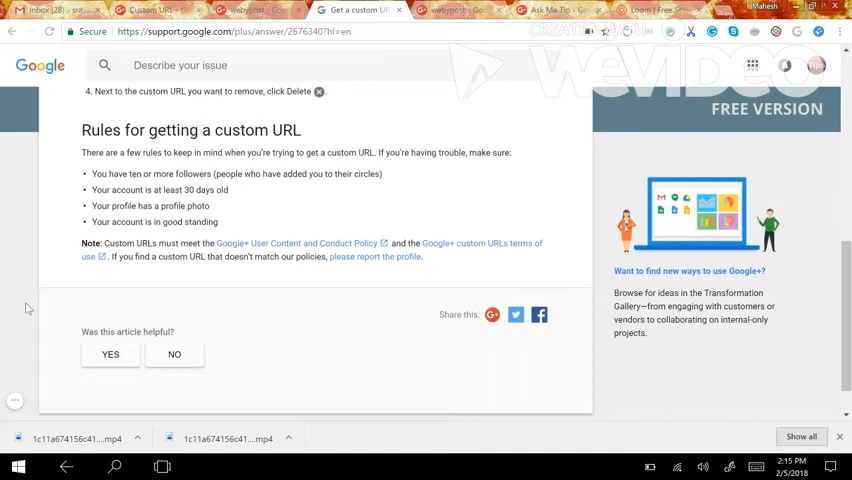 Inbox (28) - sra
Custom URL - G
webypost - Goo
Get a custom UR
webypost - Goo
Ask Me Tip - Go
Loom | Free Scre
Mahesh
Secure
https://support.google.com/plus/answer/2676340?hl=en
CREATED WITH
WEVIDEO
FREE VERSION
Google
Describe your issue
Tips
4. Next to the custom URL you want to remove, click Delete
Rules for getting a custom URL
There are a few rules to keep in mind when you're trying to get a custom URL. If you're having trouble, make sure:
• You have ten or more followers (people who have added you to their circles)
• Your account is at least 30 days old
• Your profile has a profile photo
• Your account is in good standing
Note: Custom URLs must meet the Google+ User Content and Conduct Policy and the Google+ custom URLs terms of
use . If you find a custom URL that doesn't match our policies, please report the profile.
Want to find new ways to use Google+?
Browse for ideas in the Transformation
Gallery—from engaging with customers or
vendors to collaborating on internal-only
projects.
Share this:
Was this article helpful?
YES
NO
1c11a674156c41....mp4
1c11a674156c41....mp4
Show all
2:15 PM
2/5/2018